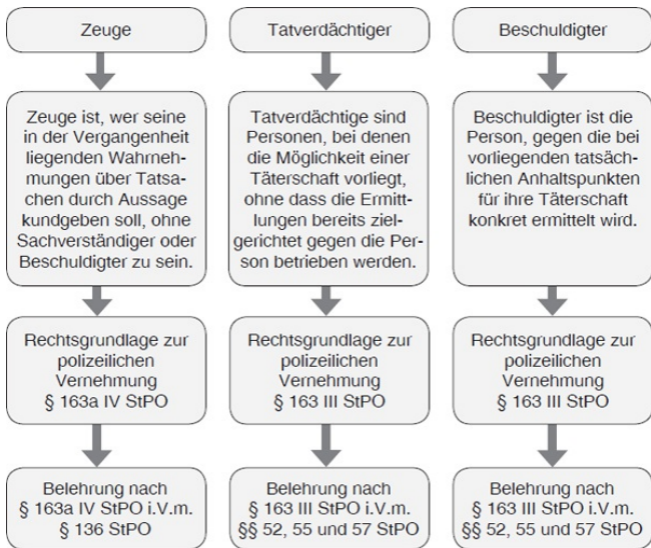 Zeuge
Zeuge ist, wer seine
in der Vergangenheit
liegenden Wahrneh-
mungen über Tatsa-
chen durch Aussage
kundgeben soll, ohne
Sachverständiger oder
Beschuldigter zu sein.
Rechtsgrundlage zur
polizeilichen
Vernehmung
§ 163a IV StPO
Belehrung nach
§ 163a IV StPO i.V.m.
§ 136 StPO
Tatverdächtiger
Tatverdächtige sind
Personen, bei denen
die Möglichkeit einer
Täterschaft vorliegt,
ohne dass die Ermitt-
lungen bereits ziel-
gerichtet gegen die Per-
son betrieben werden.
Rechtsgrundlage zur
polizeilichen
Vernehmung
§ 163 III StPO
Belehrung nach
§ 163 III StPO i.V.m.
§§ 52, 55 und 57 StPO
Beschuldigter
Beschuldigter ist die
Person, gegen die bei
vorliegenden tatsäch-
lichen Anhaltspunkten
für ihre Täterschaft
konkret ermittelt wird.
Rechtsgrundlage zur
polizeilichen
Vernehmung
§ 163 III StPO
Belehrung nach
§ 163 III StPO i.V.m.
§§ 52, 55 und 57 StPO